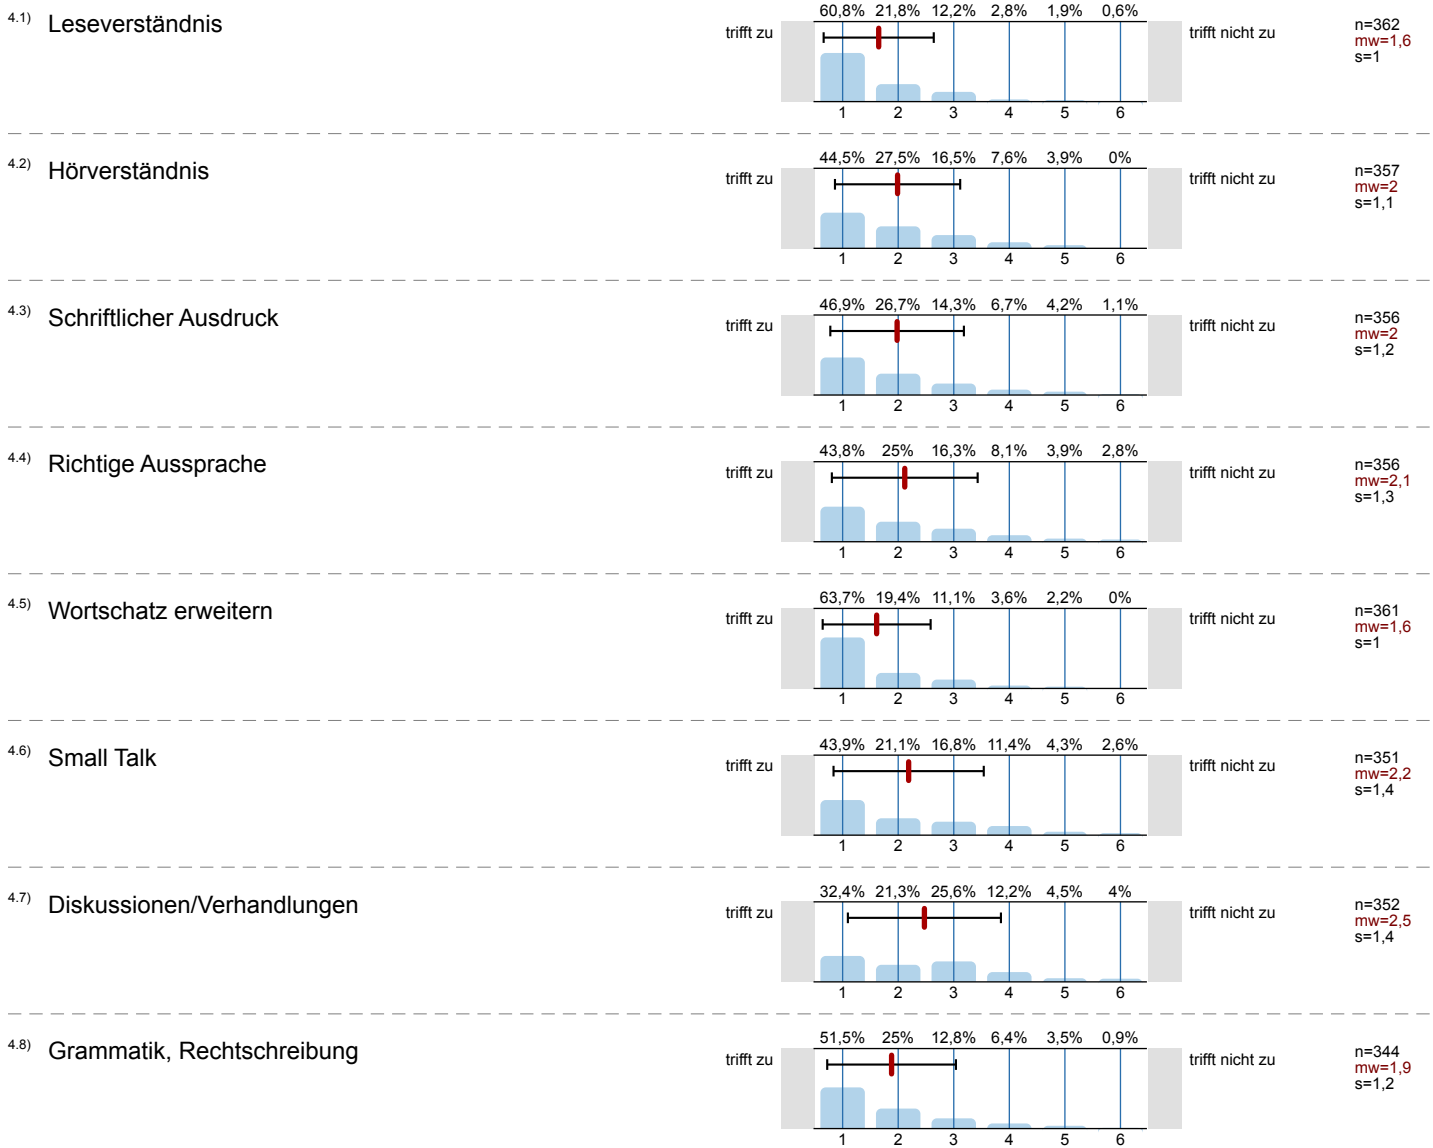 4.1) Leseverständnis
60,8% 21,8% 12,2% 2,8% 1,9% 0,6%
trifft zu
trifft nicht zu
n=362
mw=1,6
s=1
1 2 3 4 5 6
4.2) Hörverständnis
44,5% 27,5% 16,5% 7,6% 3,9% 0%
trifft zu
trifft nicht zu
n=357
mw=2
s=1,1
1 2 3 4 5 6
4.3) Schriftlicher Ausdruck
46,9% 26,7% 14,3% 6,7% 4,2% 1,1%
trifft zu
trifft nicht zu
n=356
mw=2
s=1,2
1 2 3 4 5 6
4.4) Richtige Aussprache
43,8% 25% 16,3% 8,1% 3,9% 2,8%
trifft zu
trifft nicht zu
n=356
mw=2,1
s=1,3
1 2 3 4 5 6
4.5) Wortschatz erweitern
63,7% 19,4% 11,1% 3,6% 2,2% 0%
trifft zu
trifft nicht zu
n=361
mw=1,6
s=1
1 2 3 4 5 6
4.6) Small Talk
43,9% 21,1% 16,8% 11,4% 4,3% 2,6%
trifft zu
trifft nicht zu
n=351
mw=2,2
s=1,4
1 2 3 4 5 6
4.7) Diskussionen/Verhandlungen
32,4% 21,3% 25,6% 12,2% 4,5% 4%
trifft zu
trifft nicht zu
n=352
mw=2,5
s=1,4
1 2 3 4 5 6
4.8) Grammatik, Rechtschreibung
51,5% 25% 12,8% 6,4% 3,5% 0,9%
trifft zu
trifft nicht zu
n=344
mw=1,9
s=1,2
1 2 3 4 5 6